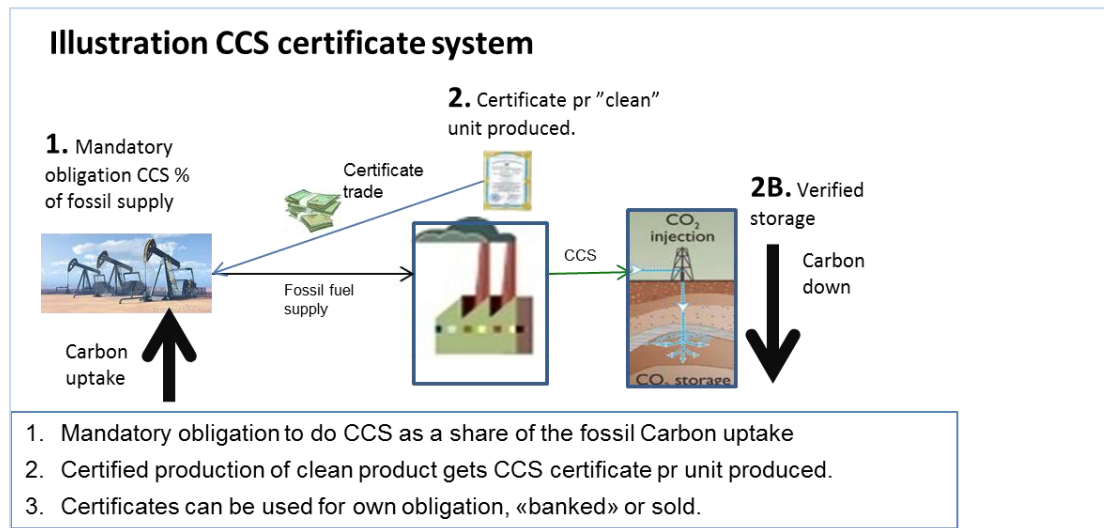 Illustration CCS certificate system
2. Certificate pr ”clean”
unit produced.
1. Mandatory
obligation CCS %
of fossil supply
Certificate
trade
2B. Verified
storage
CO₂
injection
CCS
Carbon
down
Fossil fuel
supply
Carbon
uptake
CO₂ storage
1. Mandatory obligation to do CCS as a share of the fossil Carbon uptake
2. Certified production of clean product gets CCS certificate pr unit produced.
3. Certificates can be used for own obligation, «banked» or sold.